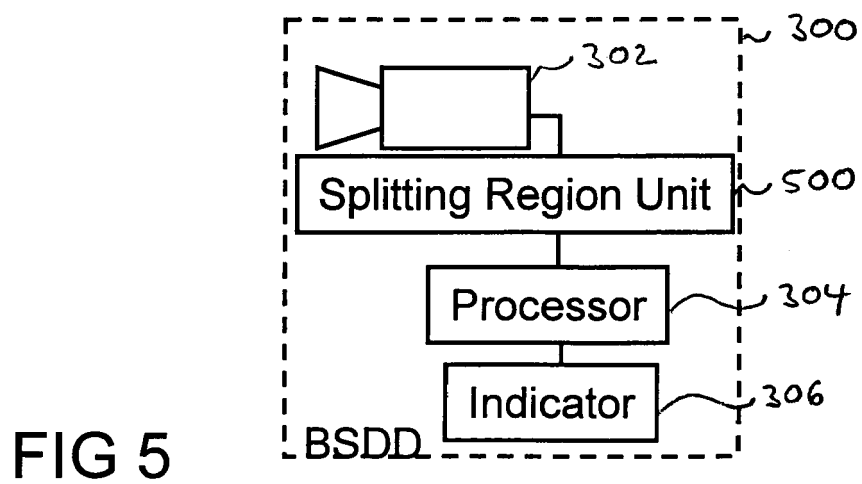 300
302
Splitting Region Unit
500
Processor
304
Indicator
306
BSDD
FIG 5